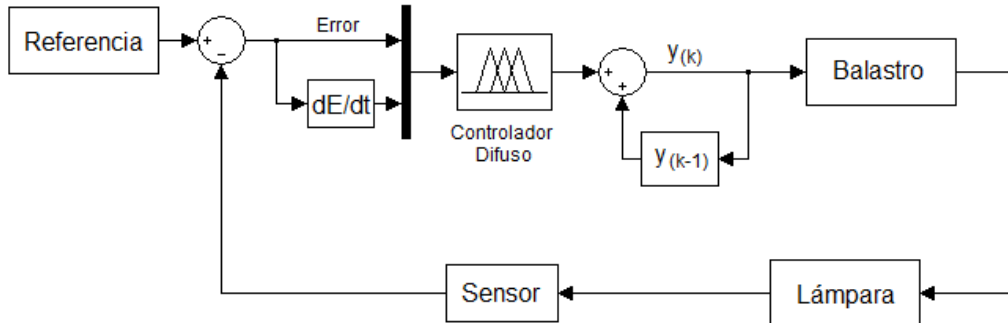 Referencia
+
−
Error
dE/dt
Controlador
Difuso
+
+
y(k)
y(k-1)
Balastro
Sensor
Lámpara